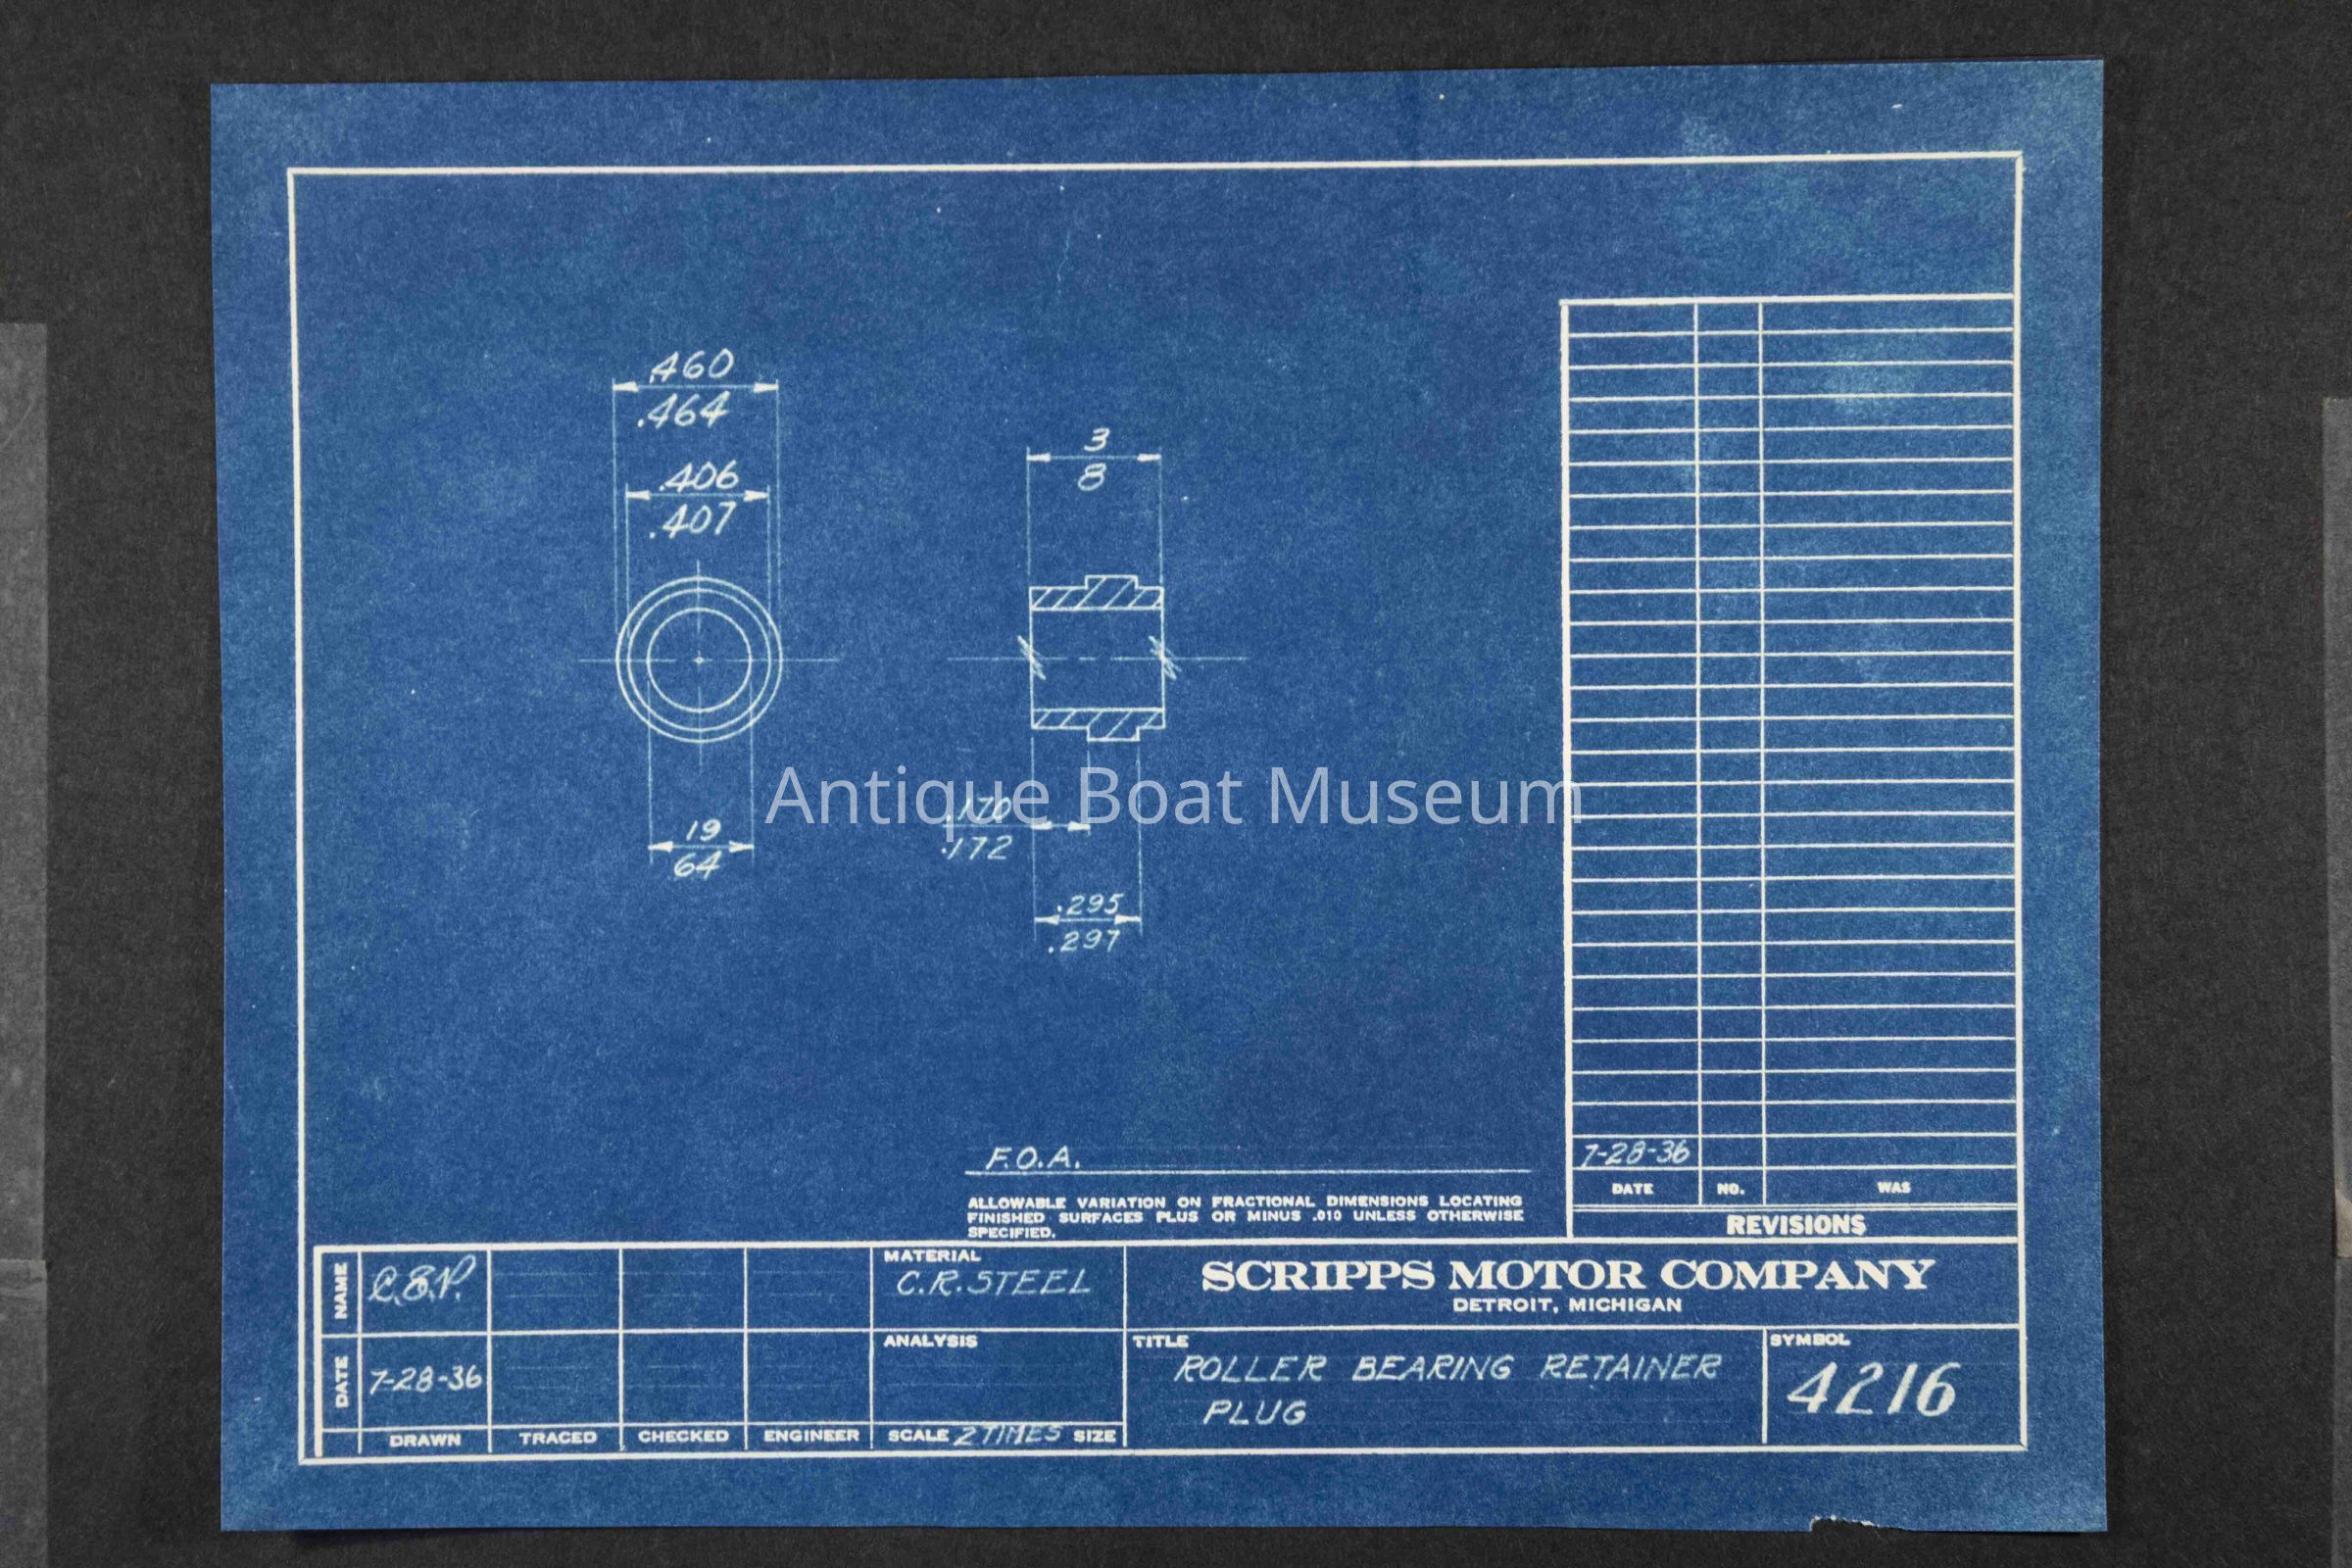 .460
.464
.406
.407
3
8
19
64
.170
.172
.295
.297
Antique Boat Museum
F.O.A.
ALLOWABLE VARIATION ON FRACTIONAL DIMENSIONS LOCATING
FINISHED SURFACES PLUS OR MINUS .010 UNLESS OTHERWISE
SPECIFIED.
7-28-36
DATE NO. WAS
REVISIONS
NAME
DATE 7-28-36
DRAWN TRACED CHECKED ENGINEER
MATERIAL
C.R. STEEL
ANALYSIS
SCALE 2 TIMES SIZE
SCRIPPS MOTOR COMPANY
DETROIT, MICHIGAN
TITLE
ROLLER BEARING RETAINER
PLUG
SYMBOL
4216